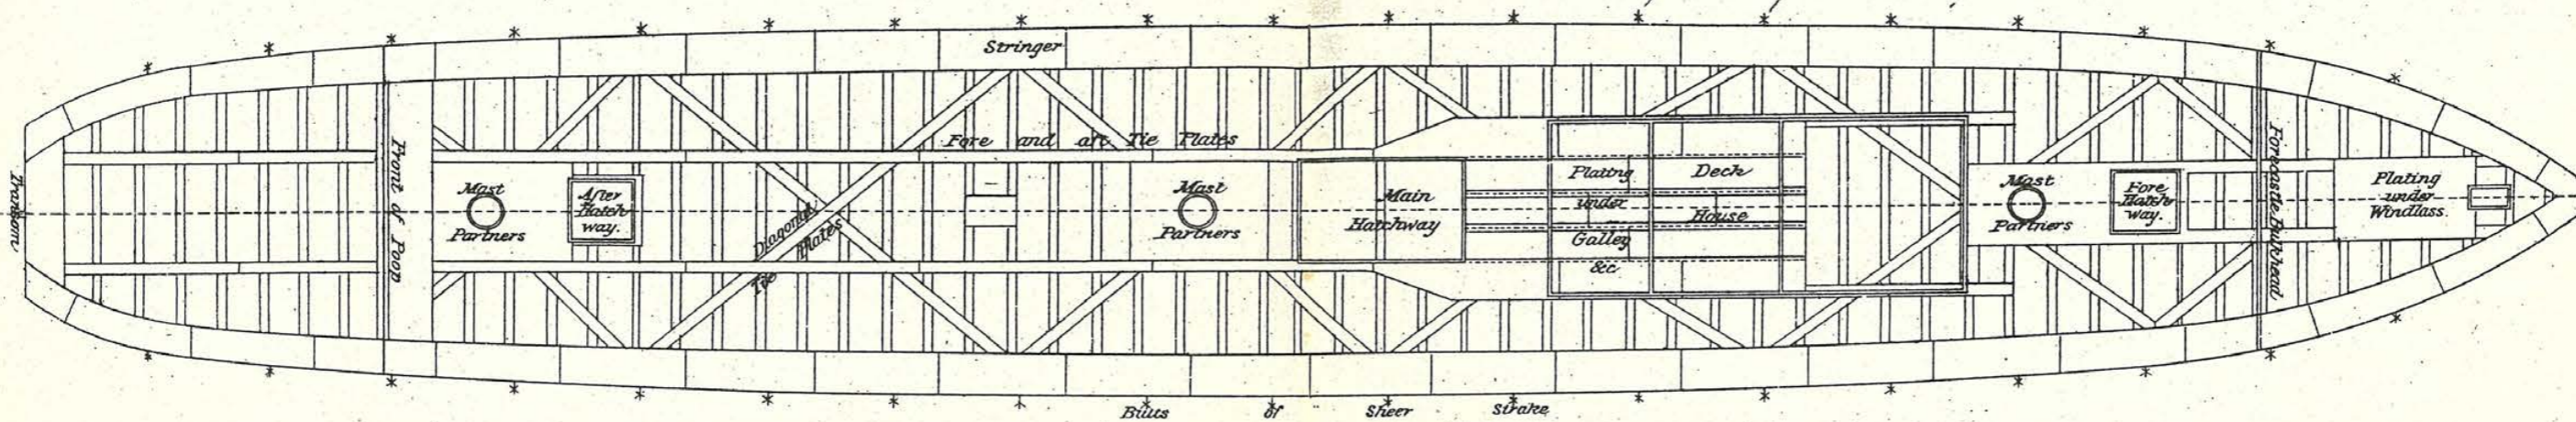 Stringer
Fore and aft Tie Plates
Transom
Front of Poop
Mast
Partners
After
Hatch
way.
Diagonal
Tie Plates
Mast
Partners
Main
Hatchway
Plating
under
Galley
&c
Deck
House
Mast
Partners
Fore
Hatch
way.
Forecastle Bulkhead
Plating
under
Windlass
Butts of Sheer Strake